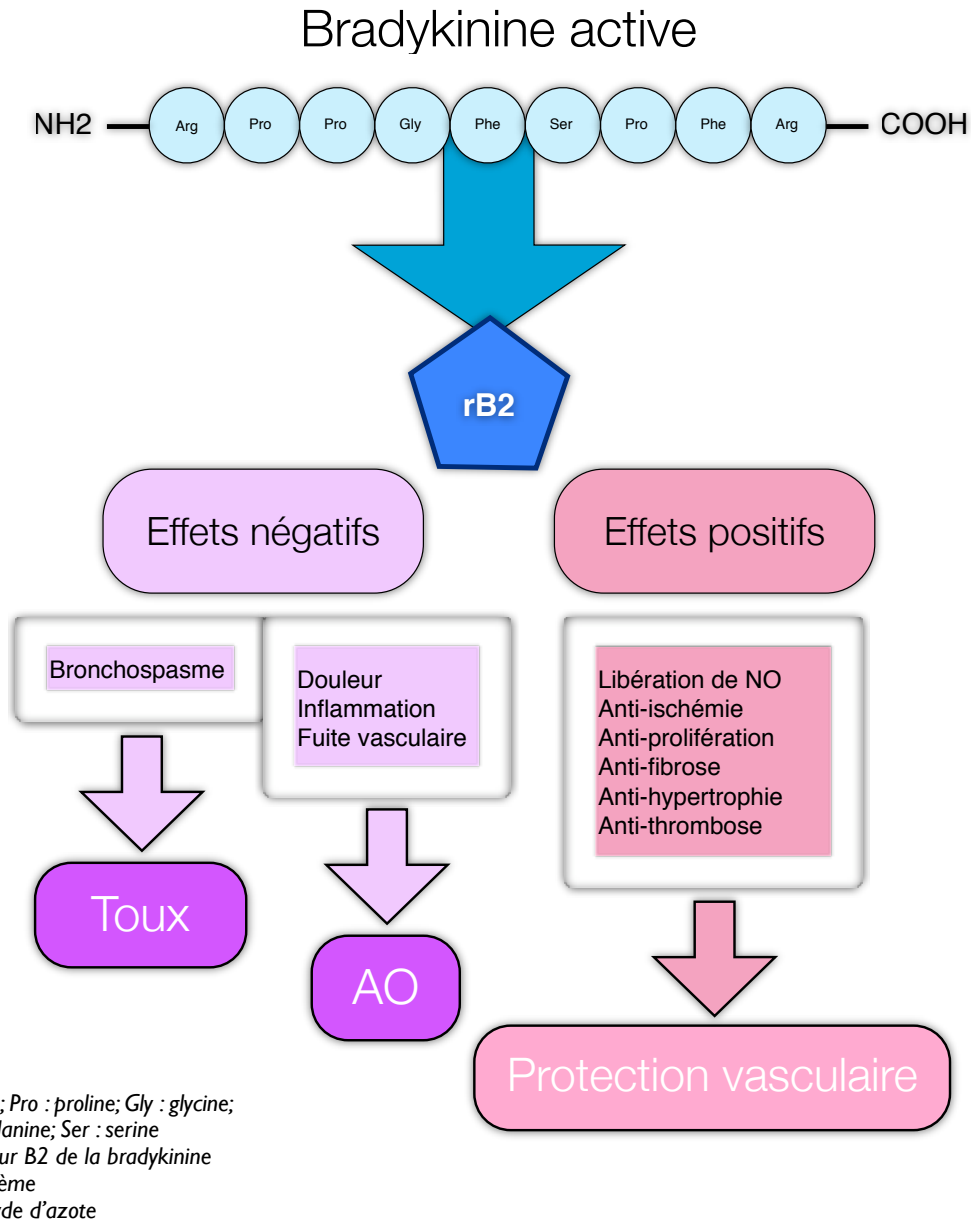 Bradykinine active
NH2
Arg
Pro
Pro
Gly
Phe
Ser
Pro
Phe
Arg
COOH
rB2
Effets négatifs
Effets positifs
Bronchospasme
Douleur
Inflammation
Fuite vasculaire
Libération de NO
Anti-ischémie
Anti-prolifération
Anti-fibrose
Anti-hypertrophie
Anti-thrombose
Toux
AO
Protection vasculaire
; Pro : proline; Gly : glycine;
lanine; Ser : serine
ur B2 de la bradykinine
ème
de d'azote